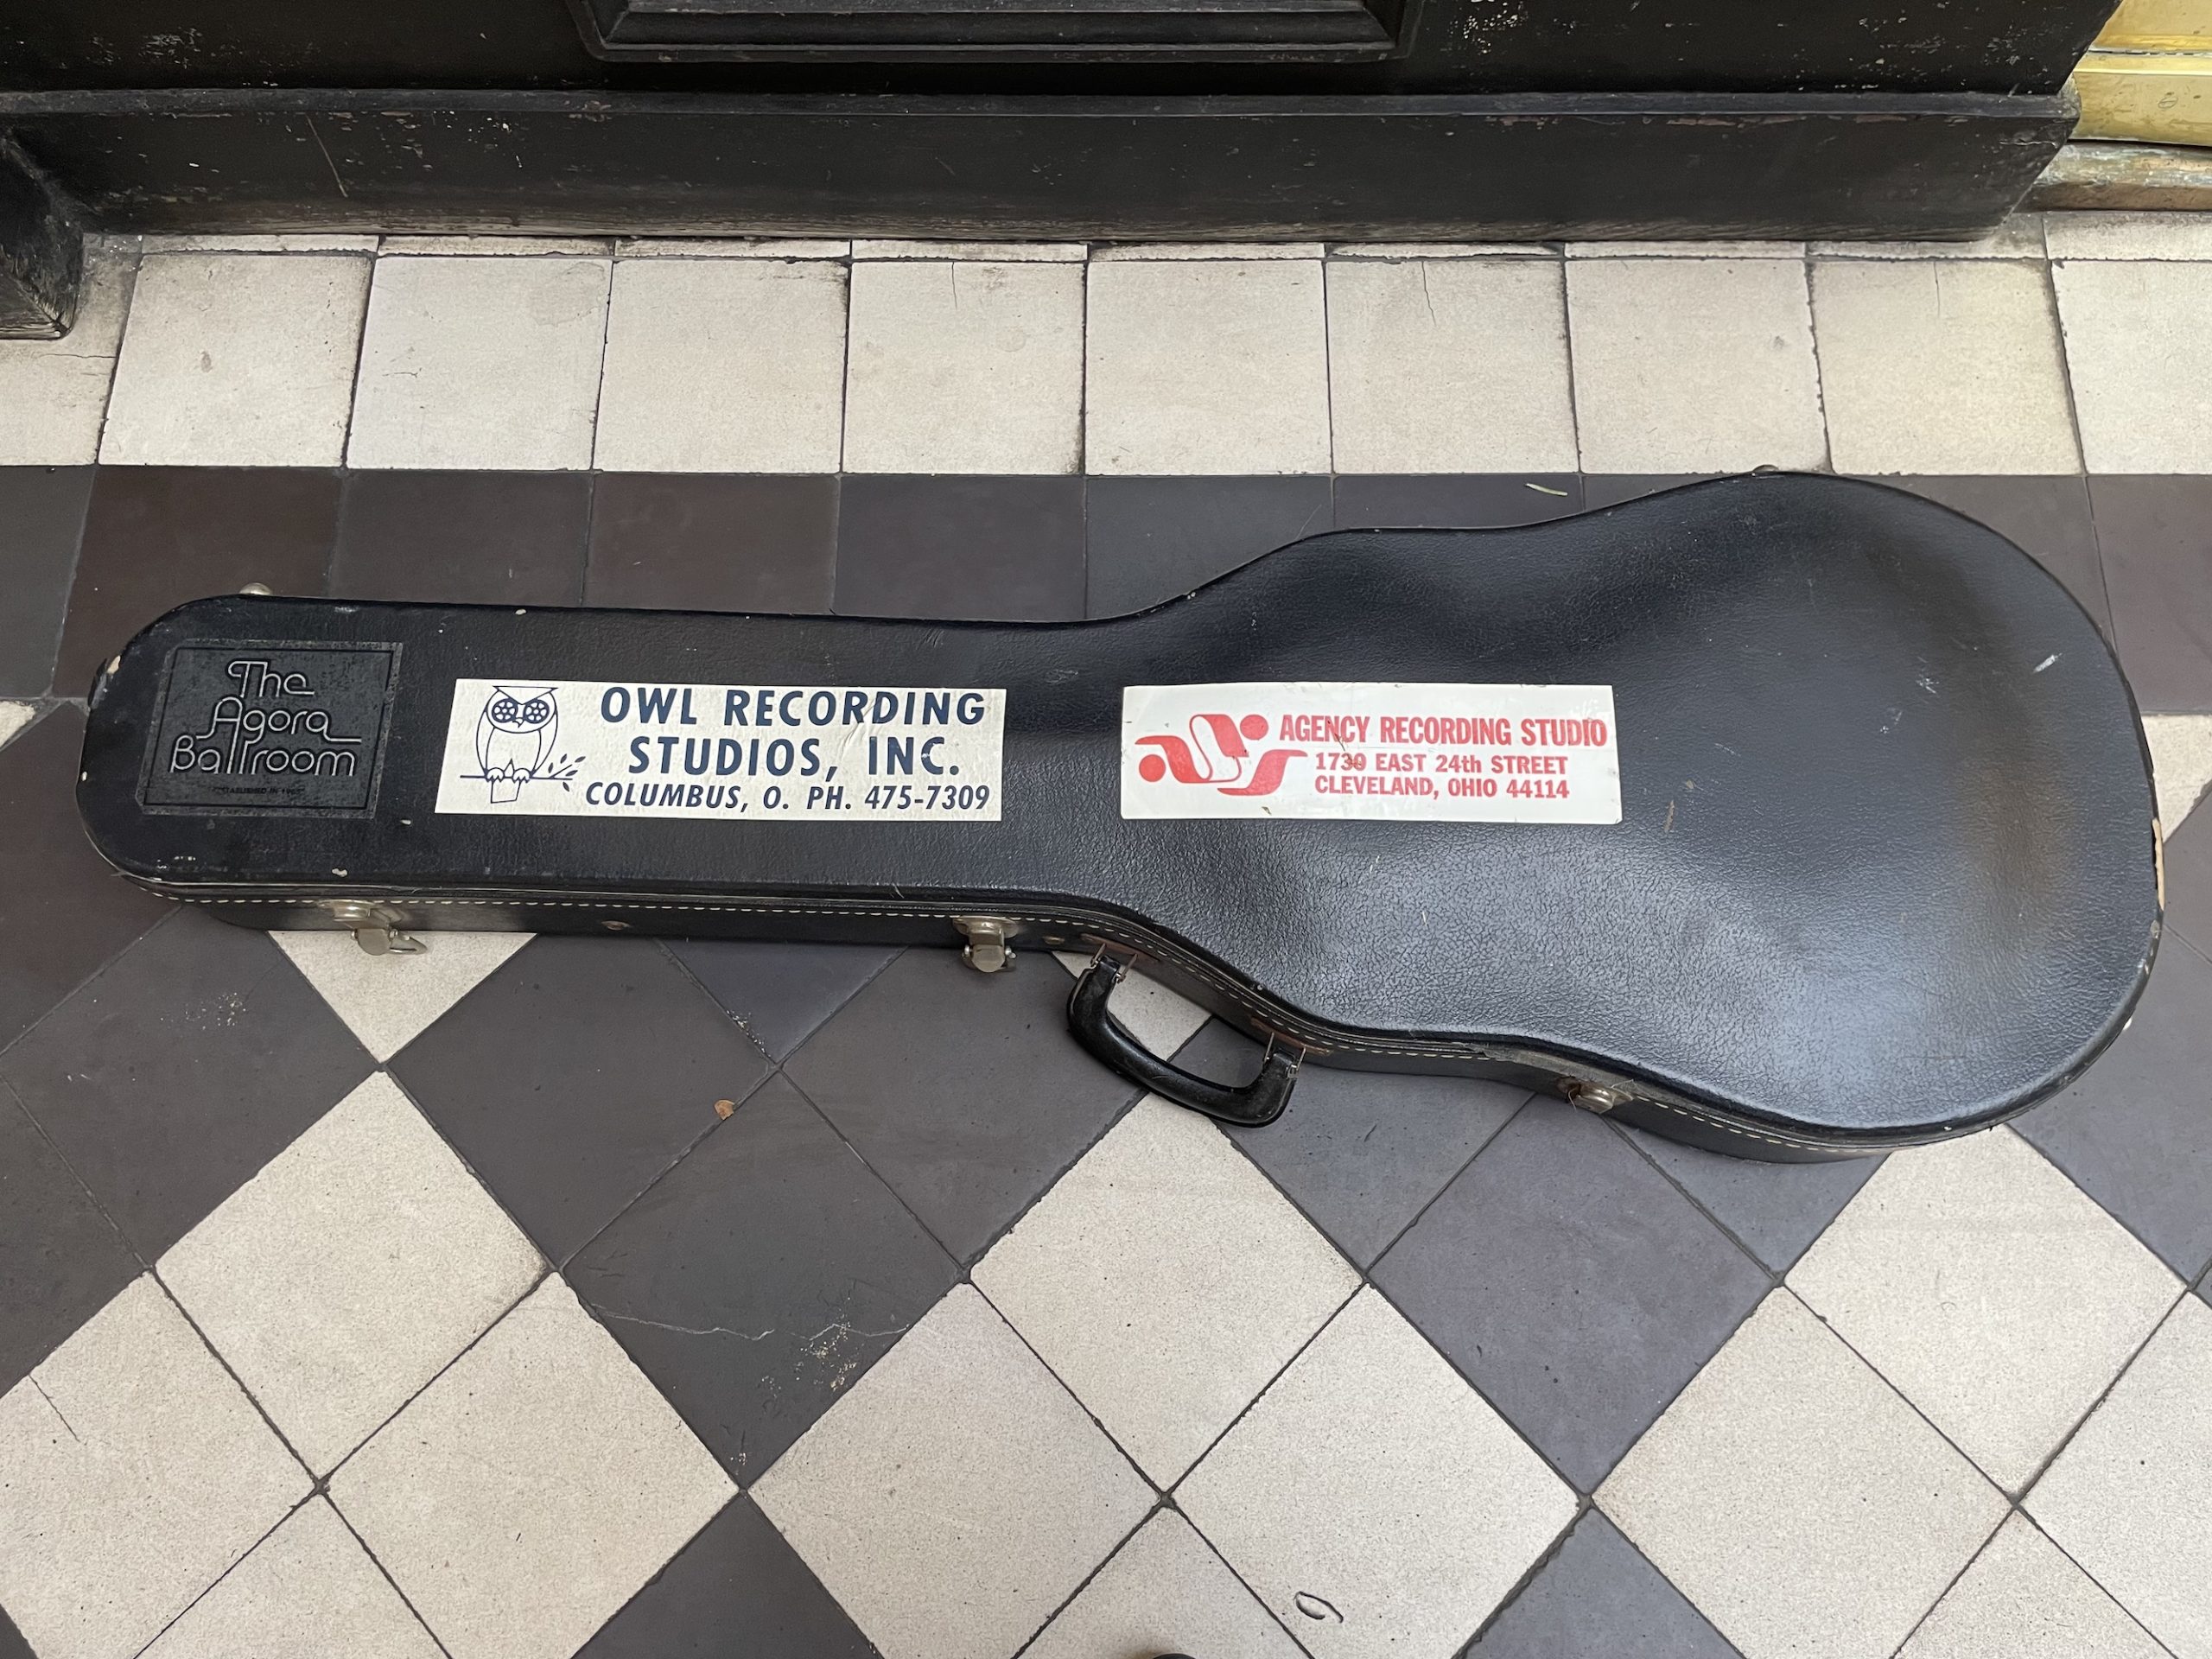 The
Agora
Ballroom
OWL RECORDING
STUDIOS, INC.
COLUMBUS, O. PH. 475-7309
AGENCY RECORDING STUDIO
1730 EAST 24th STREET
CLEVELAND, OHIO 44114